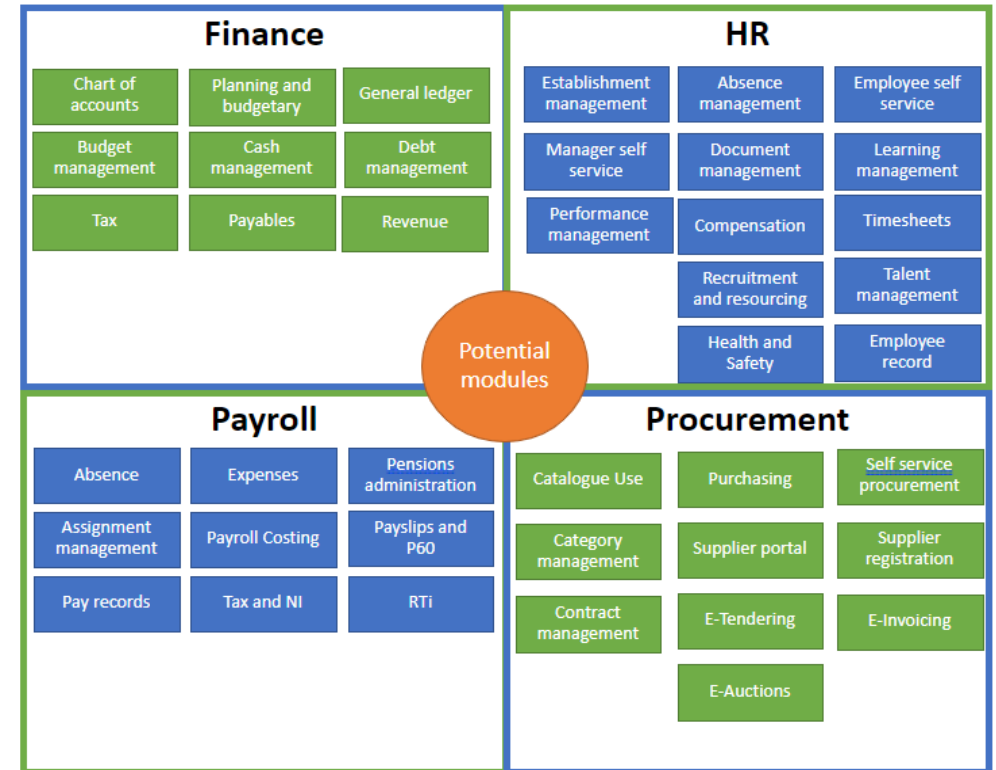 Finance
Chart of
accounts
Planning and
budgetary
General ledger
Budget
management
Cash
management
Debt
management
Tax
Payables
Revenue
HR
Establishment
management
Absence
management
Employee self
service
Manager self
service
Document
management
Learning
management
Performance
management
Compensation
Timesheets
Recruitment
and resourcing
Talent
management
Health and
Safety
Employee
record
Potential
modules
Payroll
Absence
Expenses
Pensions
administration
Assignment
management
Payroll Costing
Payslips and
P60
Pay records
Tax and NI
RTi
Procurement
Catalogue Use
Purchasing
Self service
procurement
Category
management
Supplier portal
Supplier
registration
Contract
management
E-Tendering
E-Invoicing
E-Auctions